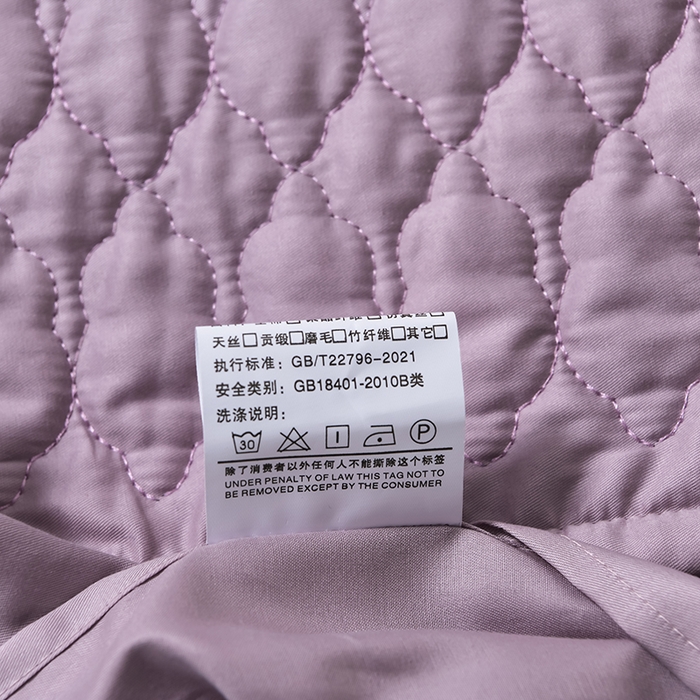 天丝□贡缎□磨毛□竹纤维□其它□
执行标准：GB/T22796-2021
安全类别：GB18401-2010B类
洗涤说明：
30 P
除了消费者以外任何人不能撕除这个标签
UNDER PENALTY OF LAW THIS TAG NOT TO
BE REMOVED EXCEPT BY THE CONSUMER